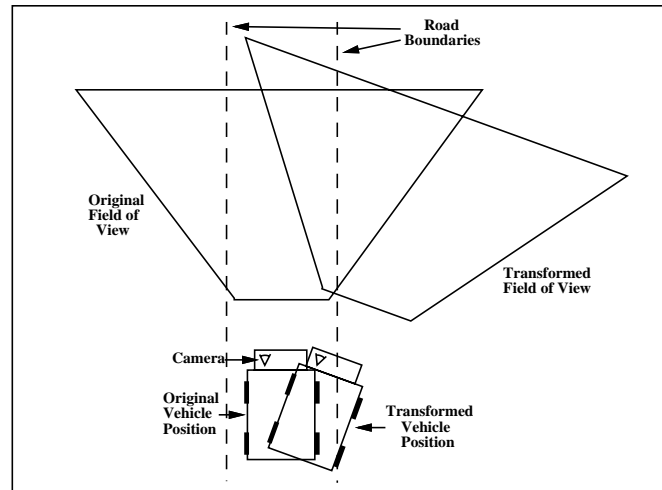 Road
Boundaries
Original
Field of
View
Transformed
Field of View
Camera
Original
Vehicle
Position
Transformed
Vehicle
Position